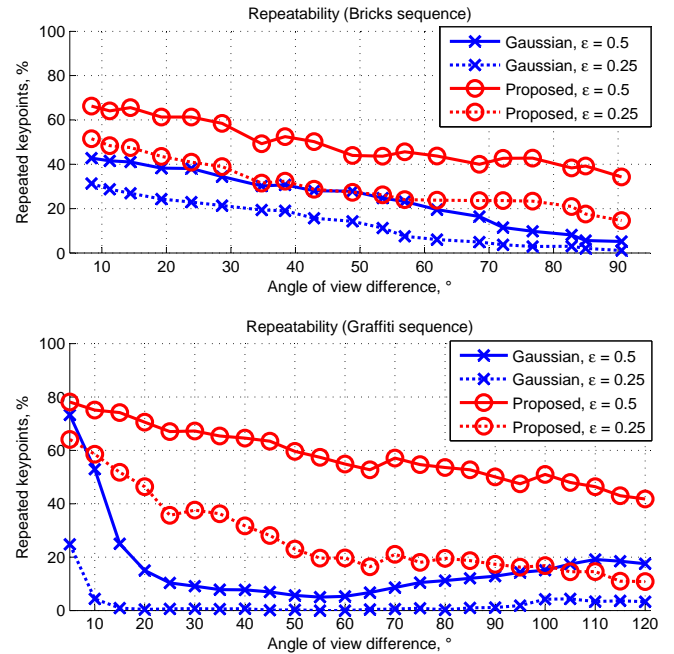 Repeatability (Bricks sequence)
100
80
60
40
20
0
Repeated keypoints, %
Gaussian, ε = 0.5
Gaussian, ε = 0.25
Proposed, ε = 0.5
Proposed, ε = 0.25
10 20 30 40 50 60 70 80 90
Angle of view difference, °
Repeatability (Graffiti sequence)
100
80
60
40
20
0
Repeated keypoints, %
Gaussian, ε = 0.5
Gaussian, ε = 0.25
Proposed, ε = 0.5
Proposed, ε = 0.25
10 20 30 40 50 60 70 80 90 100 110 120
Angle of view difference, °